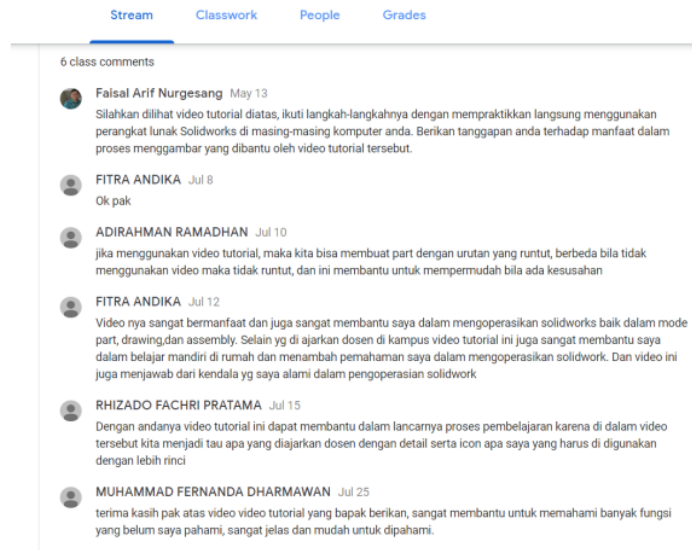 Stream Classwork People Grades
6 class comments
Faisal Arif Nurgesang May 13
Silahkan dilihat video tutorial diatas, ikuti langkah-langkahnya dengan mempraktikkan langsung menggunakan
perangkat lunak Solidworks di masing-masing komputer anda. Berikan tanggapan anda terhadap manfaat dalam
proses menggambar yang dibantu oleh video tutorial tersebut.
FITRA ANDIKA Jul 8
Ok pak
ADIRAHMAN RAMADHAN Jul 10
jika menggunakan video tutorial, maka kita bisa membuat part dengan urutan yang runtut, berbeda bila tidak
menggunakan video maka tidak runtut, dan ini membantu untuk mempermudah bila ada kesusahan
FITRA ANDIKA Jul 12
Video nya sangat bermanfaat dan juga sangat membantu saya dalam mengoperasikan solidworks baik dalam mode
part, drawing,dan assembly. Selain yg di ajarkan dosen di kampus video tutorial ini juga sangat membantu saya
dalam belajar mandiri di rumah dan menambah pemahaman saya dalam mengoperasikan solidwork. Dan video ini
juga menjawab dari kendala yg saya alami dalam pengoperasian solidwork
RHIZADO FACHRI PRATAMA Jul 15
Dengan andanya video tutorial ini dapat membantu dalam lancarnya proses pembelajaran karena di dalam video
tersebut kita menjadi tau apa yang diajarkan dosen dengan detail serta icon apa saya yang harus di digunakan
dengan lebih rinci
MUHAMMAD FERNANDA DHARMAWAN Jul 25
terima kasih pak atas video video tutorial yang bapak berikan, sangat membantu untuk memahami banyak fungsi
yang belum saya pahami, sangat jelas dan mudah untuk dipahami.